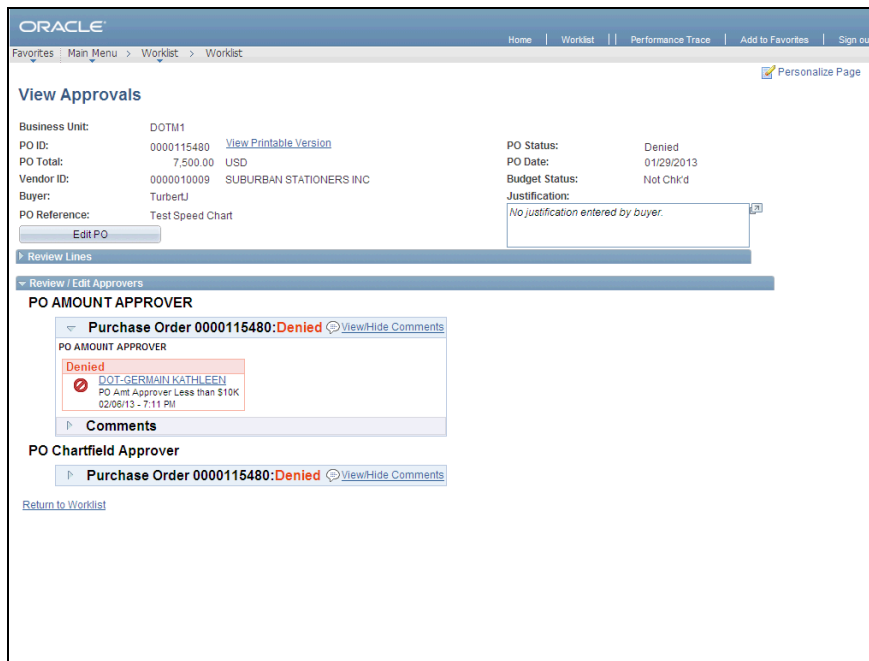 ORACLE
Home | Worklist | | Performance Trace | Add to Favorites | Sign ou
Favorites Main Menu > Worklist > Worklist
Personalize Page
View Approvals
Business Unit: DOTM1
PO ID: 0000115480 View Printable Version PO Status: Denied
PO Total: 7,500.00 USD PO Date: 01/29/2013
Vendor ID: 0000010009 SUBURBAN STATIONERS INC Budget Status: Not Chk'd
Buyer: TurbertJ Justification:
PO Reference: Test Speed Chart No justification entered by buyer.
Edit PO
Review Lines
Review / Edit Approvers
PO AMOUNT APPROVER
Purchase Order 0000115480:Denied View/Hide Comments
PO AMOUNT APPROVER
Denied
DOT-GERMAIN KATHLEEN
PO Amt Approver Less than $10K
02/06/13 - 7:11 PM
Comments
PO Chartfield Approver
Purchase Order 0000115480:Denied View/Hide Comments
Return to Worklist